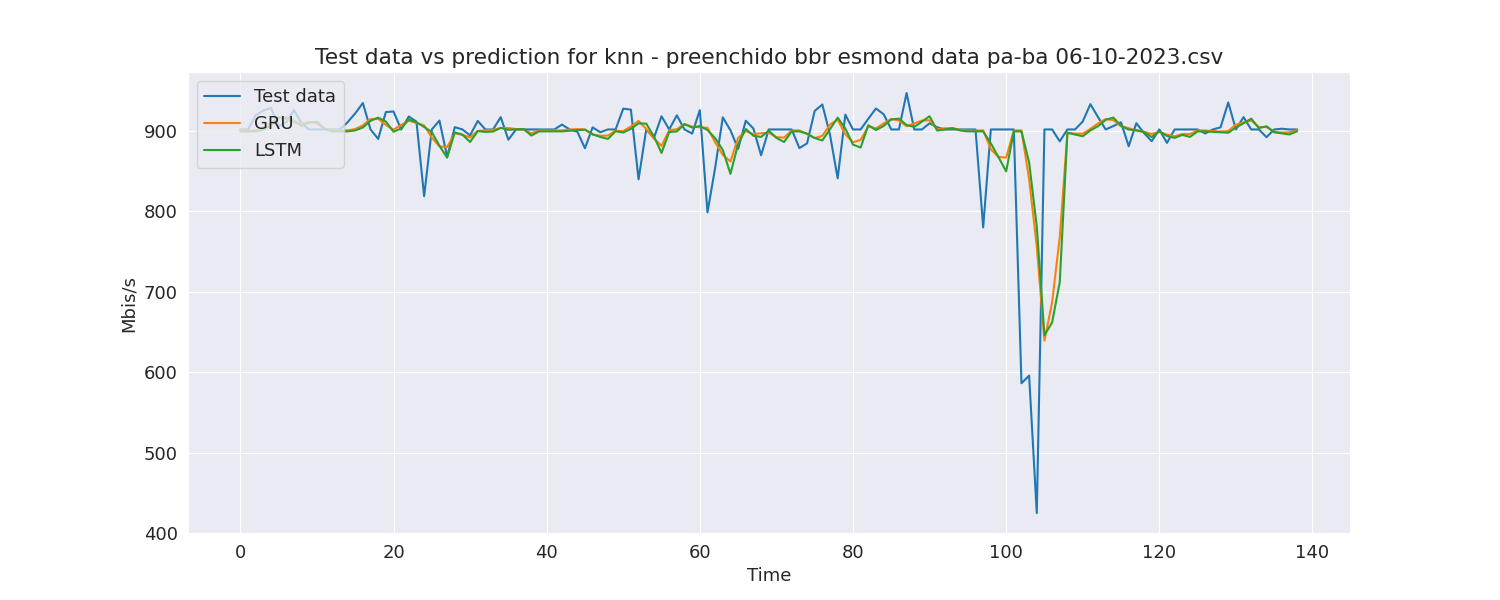 Test data vs prediction for knn - preenchido bbr esmond data pa-ba 06-10-2023.csv
Test data
GRU
LSTM
Mbis/s
900
800
700
600
500
400
0 20 40 60 80 100 120 140
Time